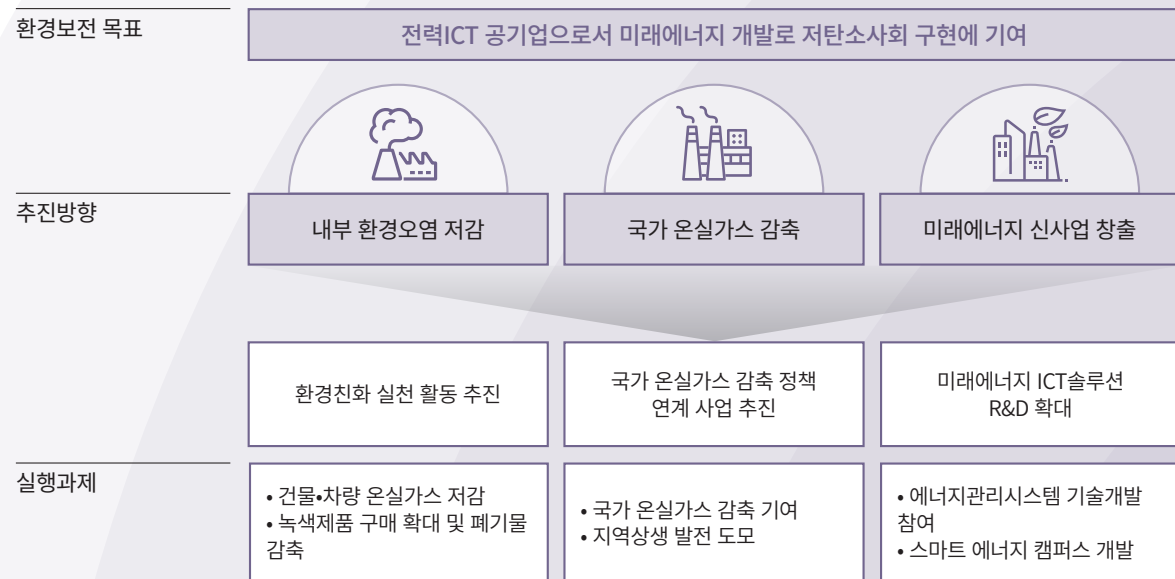 환경보전 목표
전력ICT 공기업으로서 미래에너지 개발로 저탄소사회 구현에 기여
추진방향
내부 환경오염 저감
국가 온실가스 감축
미래에너지 신사업 창출
환경친화 실천 활동 추진
국가 온실가스 감축 정책
연계 사업 추진
미래에너지 ICT솔루션
R&D 확대
실행과제
• 건물•차량 온실가스 저감
• 녹색제품 구매 확대 및 폐기물
감축
• 국가 온실가스 감축 기여
• 지역상생 발전 도모
• 에너지관리시스템 기술개발
참여
• 스마트 에너지 캠퍼스 개발